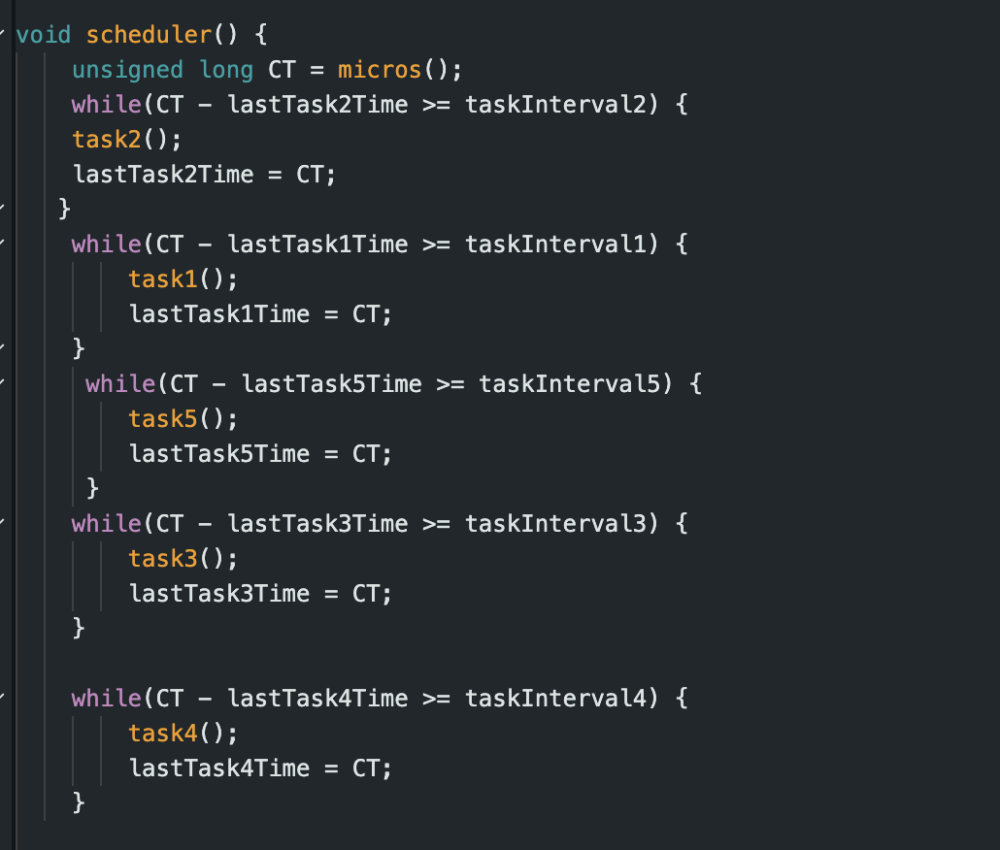 void scheduler() {
    unsigned long CT = micros();
    while(CT – lastTask2Time >= taskInterval2) {
    task2();
    lastTask2Time = CT;
   }
    while(CT – lastTask1Time >= taskInterval1) {
        task1();
        lastTask1Time = CT;
    }
     while(CT – lastTask5Time >= taskInterval5) {
        task5();
        lastTask5Time = CT;
     }
    while(CT – lastTask3Time >= taskInterval3) {
        task3();
        lastTask3Time = CT;
    }

    while(CT – lastTask4Time >= taskInterval4) {
        task4();
        lastTask4Time = CT;
    }